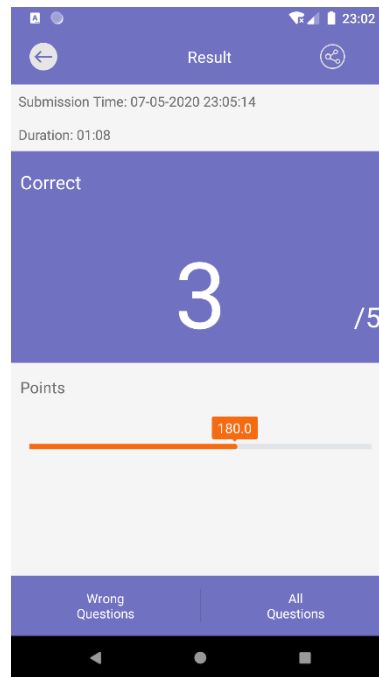 A
23:02
Result
Submission Time: 07-05-2020 23:05:14
Duration: 01:08
Correct
3
/5
Points
180.0
Wrong
Questions
All
Questions